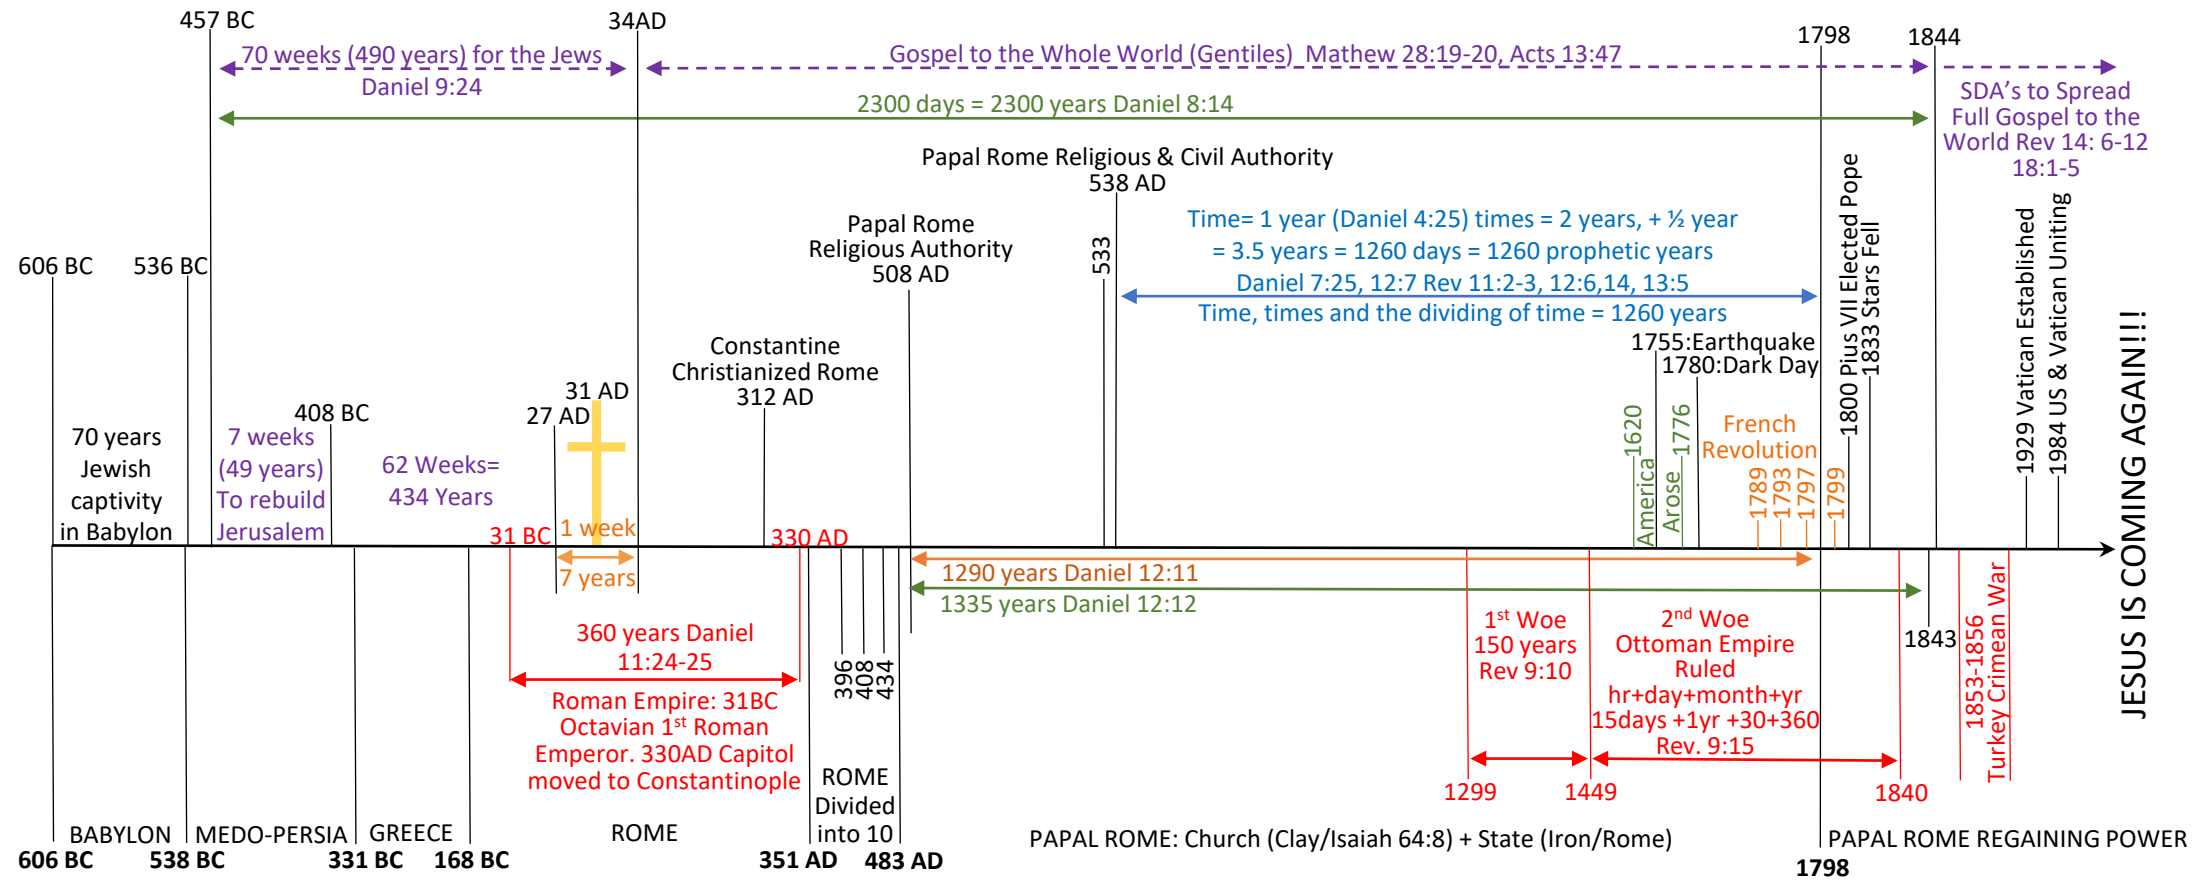 457 BC
34AD
1798
1844
70 weeks (490 years) for the Jews
Daniel 9:24
Gospel to the Whole World (Gentiles) Mathew 28:19-20, Acts 13:47
2300 days = 2300 years Daniel 8:14
SDA's to Spread
Full Gospel to the
World Rev 14: 6-12
18:1-5
Papal Rome Religious & Civil Authority
538 AD
533
Papal Rome
Religious Authority
508 AD
Time= 1 year (Daniel 4:25) times = 2 years, + ½ year
= 3.5 years = 1260 days = 1260 prophetic years
Daniel 7:25, 12:7 Rev 11:2-3, 12:6,14, 13:5
Time, times and the dividing of time = 1260 years
606 BC
536 BC
Constantine
Christianized Rome
312 AD
31 AD
27 AD
408 BC
70 years
Jewish
captivity
in Babylon
7 weeks
(49 years)
To rebuild
Jerusalem
62 Weeks=
434 Years
31 BC
1 week
7 years
330 AD
1755:Earthquake
1780:Dark Day
1620
America
Arose
1776
French
Revolution
1789
1793
1797
1799
1800 Pius VII Elected Pope
1833 Stars Fell
1929 Vatican Established
1984 US & Vatican Uniting
JESUS IS COMING AGAIN!!!
1290 years Daniel 12:11
1335 years Daniel 12:12
360 years Daniel
11:24-25
Roman Empire: 31BC
Octavian 1st Roman
Emperor. 330AD Capitol
moved to Constantinople
396
408
434
ROME
Divided
into 10
1st Woe
150 years
Rev 9:10
2nd Woe
Ottoman Empire
Ruled
hr+day+month+yr
15days +1yr +30+360
Rev. 9:15
1299
1449
1840
1843
1853-1856
Turkey Crimean War
BABYLON
MEDO-PERSIA
GREECE
ROME
PAPAL ROME: Church (Clay/Isaiah 64:8) + State (Iron/Rome)
PAPAL ROME REGAINING POWER
606 BC
538 BC
331 BC
168 BC
351 AD
483 AD
1798